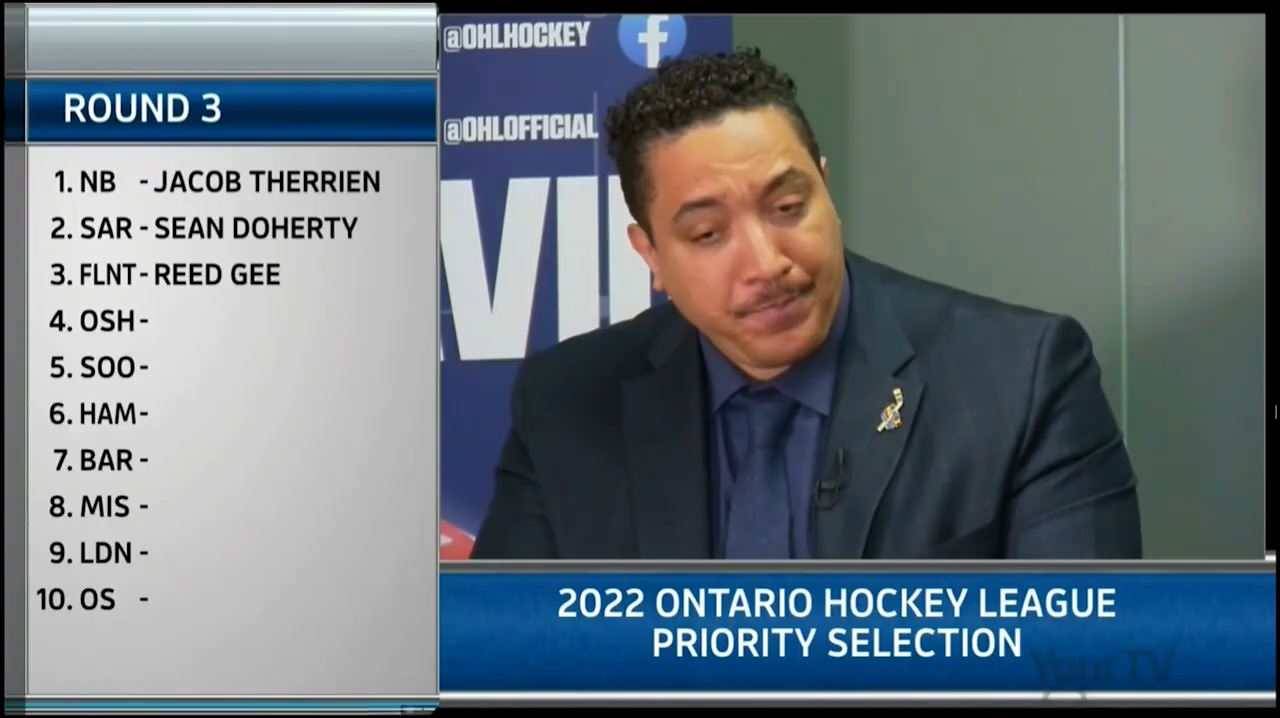 ROUND 3
1. NB - JACOB THERRIEN
2. SAR - SEAN DOHERTY
3. FLNT - REED GEE
4. OSH -
5. SOO -
6. HAM -
7. BAR -
8. MIS -
9. LDN -
10. OS -
@OHLHOCKEY
f
@OHLOFFICIAL
2022 ONTARIO HOCKEY LEAGUE
PRIORITY SELECTION
YourTV